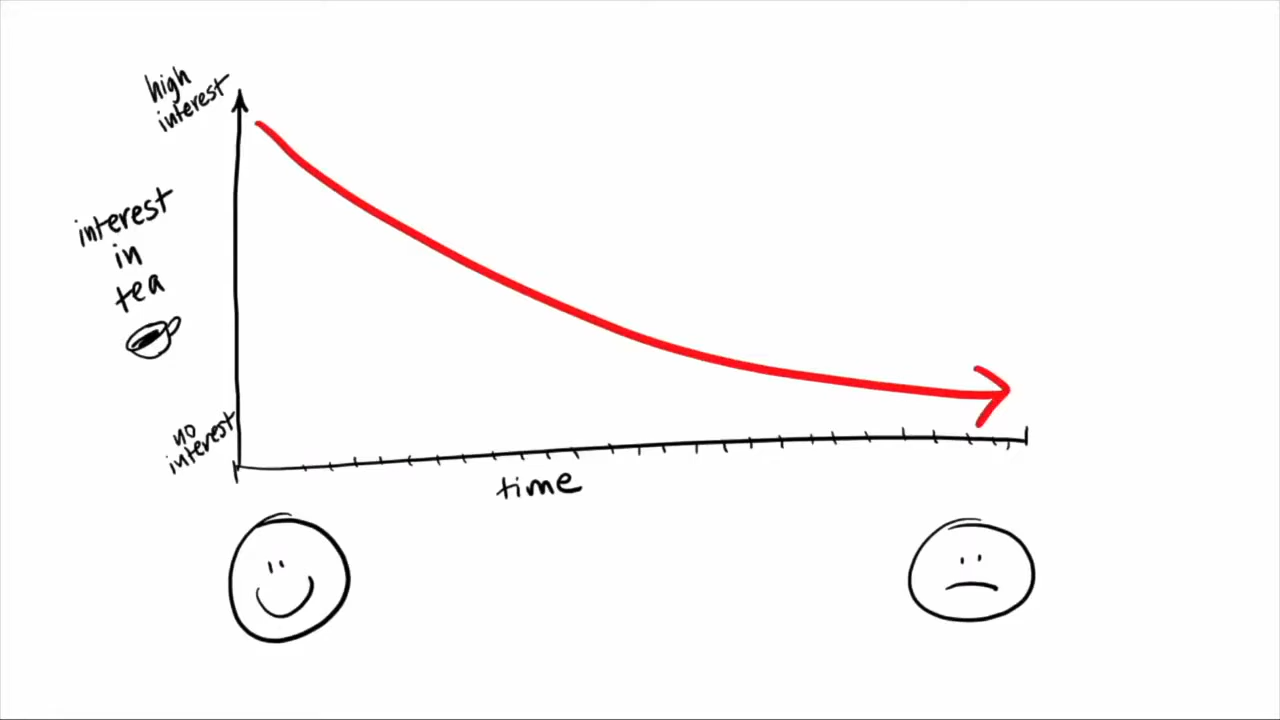 high
interest
interest
in
tea
no
interest
time